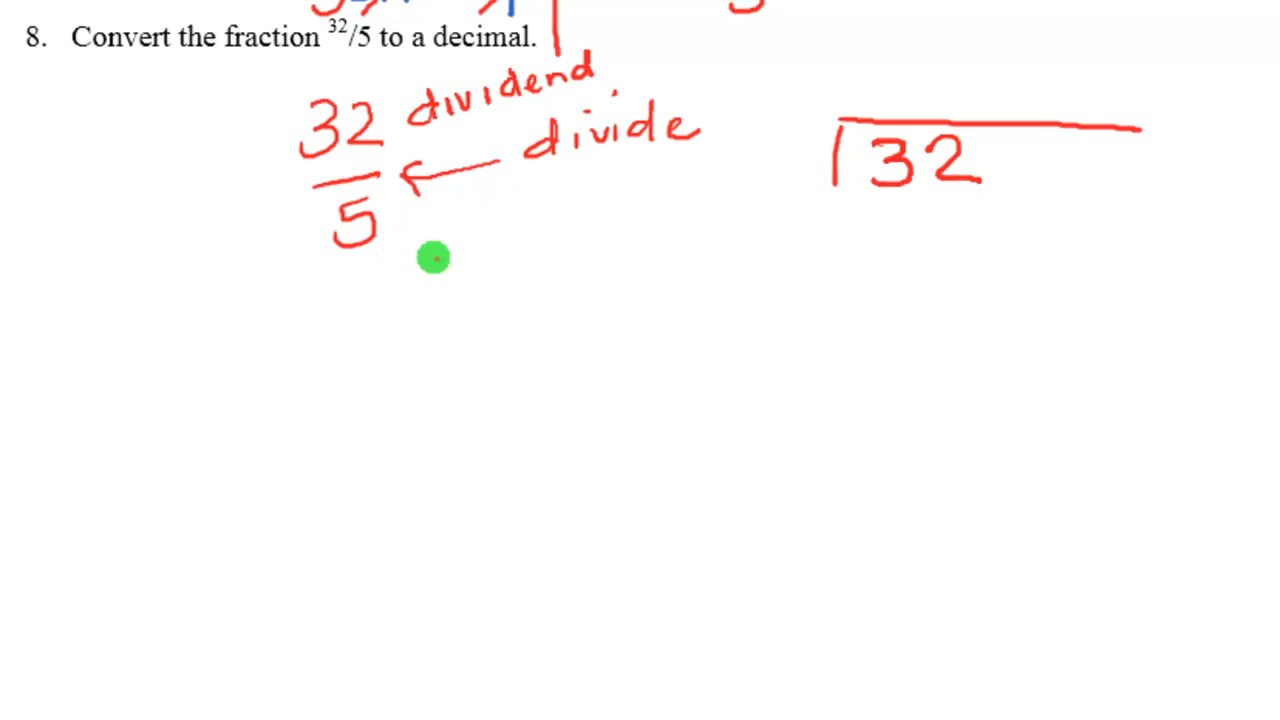 8. Convert the fraction ³²/5 to a decimal.
32 dividend
divide
5
32